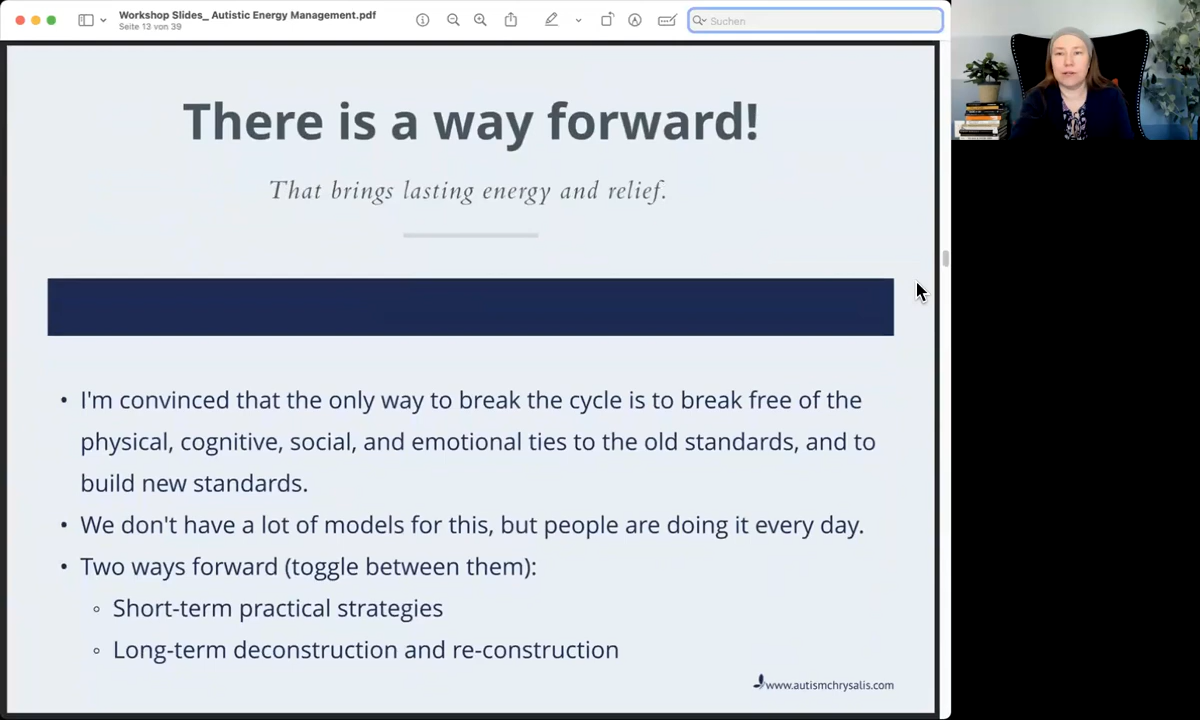 Workshop Slides_ Autistic Energy Management.pdf
Seite 13 von 39
Suchen
There is a way forward!
That brings lasting energy and relief.
• I'm convinced that the only way to break the cycle is to break free of the
physical, cognitive, social, and emotional ties to the old standards, and to
build new standards.
• We don't have a lot of models for this, but people are doing it every day.
• Two ways forward (toggle between them):
◦ Short-term practical strategies
◦ Long-term deconstruction and re-construction
www.autismchrysalis.com